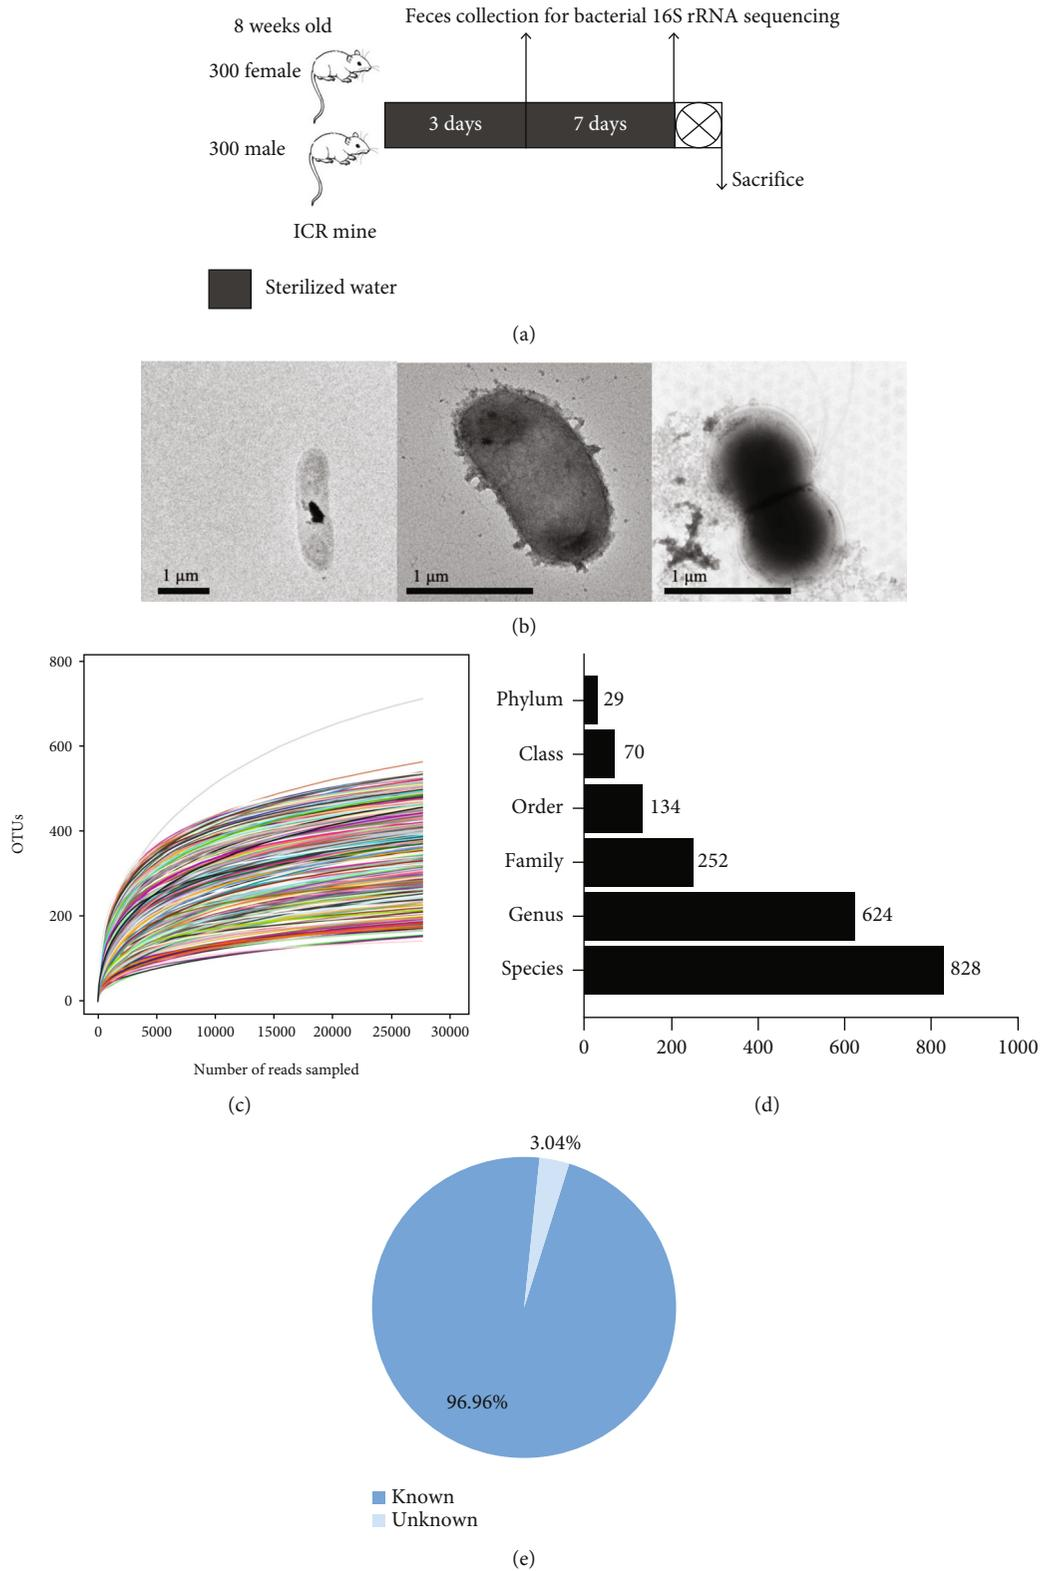 Feces collection for bacterial 16S rRNA sequencing
8 weeks old
300 female
300 male
3 days
7 days
Sacrifice
ICR mine
Sterilized water
(a)
1 μm
1 μm
1 μm
(b)
800
600
400
200
0
OTUs
0 5000 10000 15000 20000 25000 30000
Number of reads sampled
(c)
Phylum 29
Class 70
Order 134
Family 252
Genus 624
Species 828
0 200 400 600 800 1000
(d)
3.04%
96.96%
Known
Unknown
(e)